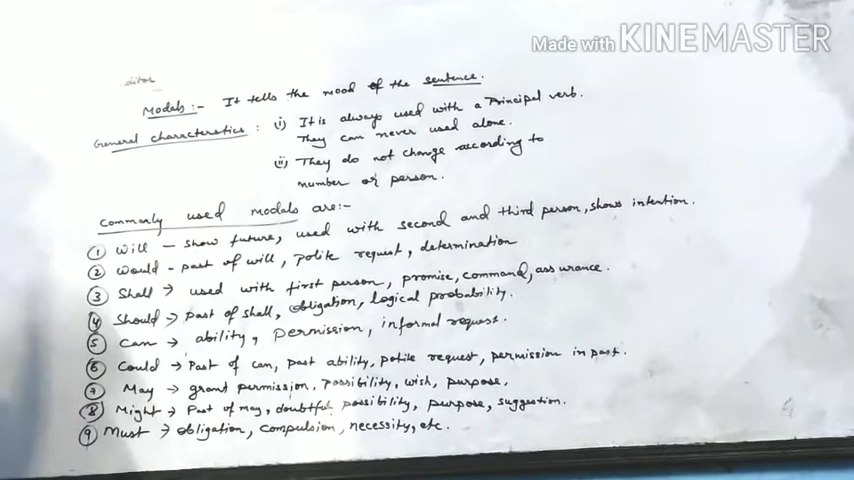 Made with KINEMASTER
editor
Modals :- It tells the mood of the sentence.
General characterstics : (i) It is always used with a Principal verb.
They can never used alone.
(ii) They do not change according to
number or person.
Commonly used modals are:-
1 Will - show future, used with second and third person, shows intention.
2 Would - past of will, polite request, determination
3 Shall → used with first person, promise, command, assurance.
4 Should → past of shall, obligation, logical probability.
5 Can → ability, permission, informal request.
6 Could → Past of can, past ability, polite request, permission in past.
7 May → grant permission, possibility, wish, purpose,
8 Might → Past of may, doubtful possibility, purpose, suggestion.
9 Must → obligation, compulsion, necessity, etc.